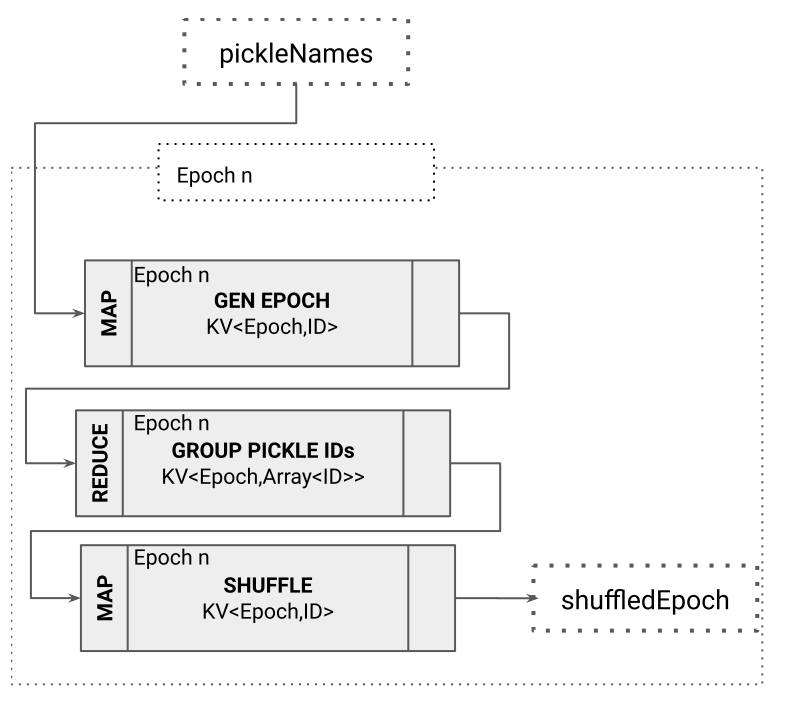 pickleNames
Epoch n
Epoch n
MAP
GEN EPOCH
KV<Epoch,ID>
Epoch n
REDUCE
GROUP PICKLE IDs
KV<Epoch,Array<ID>>
Epoch n
MAP
SHUFFLE
KV<Epoch,ID>
shuffledEpoch